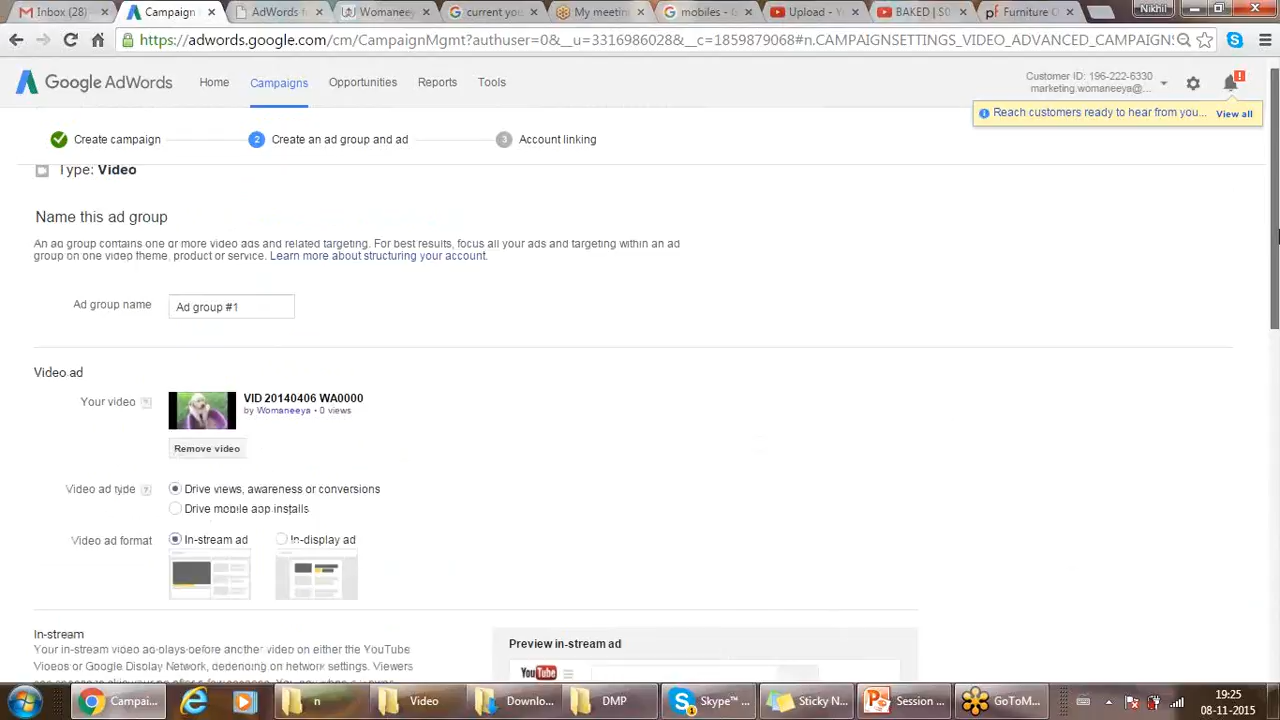 Nikhil
Inbox (28)
Campaign
AdWords
Womaneey
current you
My meetin
mobiles -
Upload - Y
BAKED | S0
Furniture O
https://adwords.google.com/cm/CampaignMgmt?authuser=0&__u=3316986028&__c=1859879068#n.CAMPAIGNSETTINGS_VIDEO_ADVANCED_CAMPAIGNS
Google AdWords
Home
Campaigns
Opportunities
Reports
Tools
Customer ID: 196-222-6330
marketing.womaneeya@...
Reach customers ready to hear from you... View all
Create campaign
2 Create an ad group and ad
3 Account linking
Type: Video
Name this ad group
An ad group contains one or more video ads and related targeting. For best results, focus all your ads and targeting within an ad
group on one video theme, product or service. Learn more about structuring your account.
Ad group name
Ad group #1
Video ad
Your video ?
VID 20140406 WA0000
by Womaneeya • 0 views
Remove video
Video ad type ?
Drive views, awareness or conversions
Drive mobile app installs
Video ad format
In-stream ad
In-display ad
In-stream
Your in-stream video ad plays before another video on either the YouTube
Videos or Google Display Network, depending on network settings. Viewers
Preview in-stream ad
YouTube
Campai...
n
Video
Downlo...
DMP
Skype™ ...
Sticky N...
Session ...
GoToM...
19:25
08-11-2015